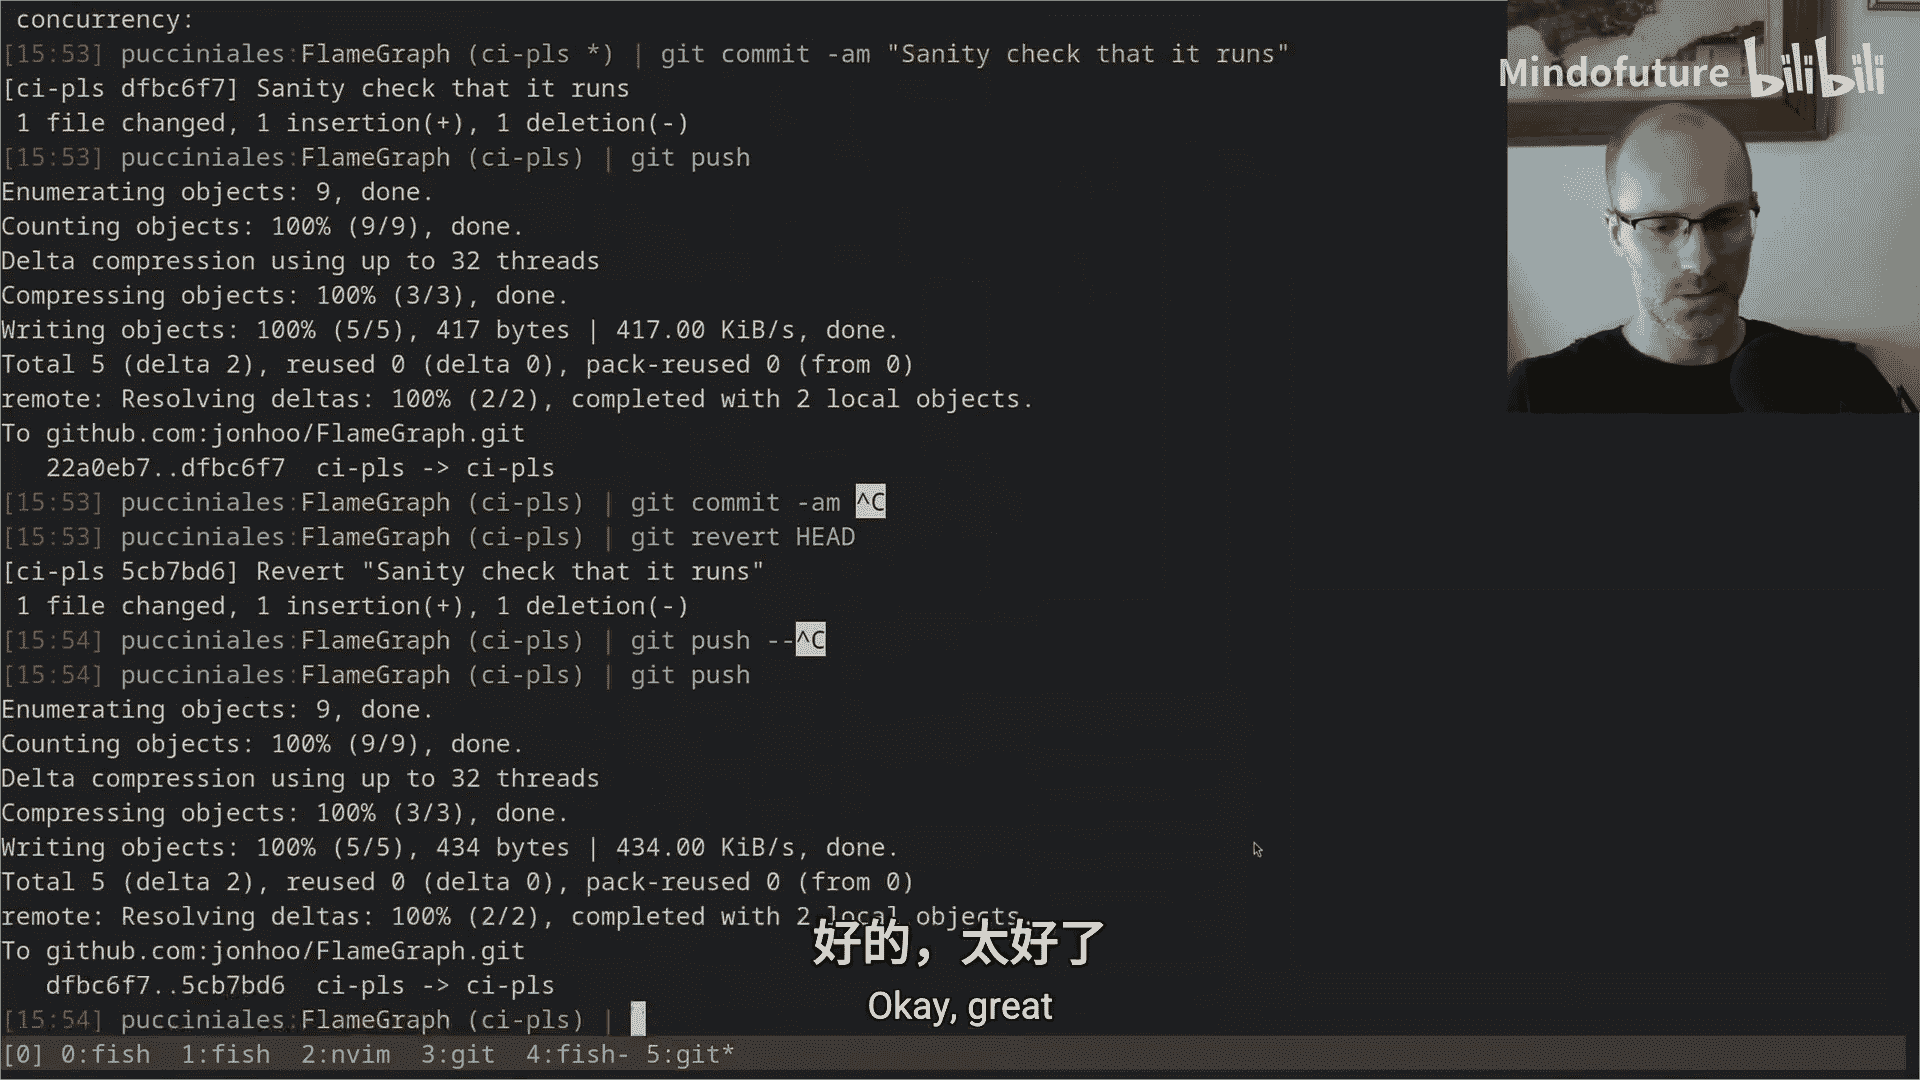 concurrency:
[15:53] pucciniales:FlameGraph (ci-pls *) | git commit -am "Sanity check that it runs"
[ci-pls dfbc6f7] Sanity check that it runs
 1 file changed, 1 insertion(+), 1 deletion(-)
[15:53] pucciniales:FlameGraph (ci-pls) | git push
Enumerating objects: 9, done.
Counting objects: 100% (9/9), done.
Delta compression using up to 32 threads
Compressing objects: 100% (3/3), done.
Writing objects: 100% (5/5), 417 bytes | 417.00 KiB/s, done.
Total 5 (delta 2), reused 0 (delta 0), pack-reused 0 (from 0)
remote: Resolving deltas: 100% (2/2), completed with 2 local objects.
To github.com:jonhoo/FlameGraph.git
   22a0eb7..dfbc6f7  ci-pls -> ci-pls
[15:53] pucciniales:FlameGraph (ci-pls) | git commit -am ^C
[15:53] pucciniales:FlameGraph (ci-pls) | git revert HEAD
[ci-pls 5cb7bd6] Revert "Sanity check that it runs"
 1 file changed, 1 insertion(+), 1 deletion(-)
[15:54] pucciniales:FlameGraph (ci-pls) | git push --^C
[15:54] pucciniales:FlameGraph (ci-pls) | git push
Enumerating objects: 9, done.
Counting objects: 100% (9/9), done.
Delta compression using up to 32 threads
Compressing objects: 100% (3/3), done.
Writing objects: 100% (5/5), 434 bytes | 434.00 KiB/s, done.
Total 5 (delta 2), reused 0 (delta 0), pack-reused 0 (from 0)
remote: Resolving deltas: 100% (2/2), completed with 2 local objects.
To github.com:jonhoo/FlameGraph.git
   dfbc6f7..5cb7bd6  ci-pls -> ci-pls
[15:54] pucciniales:FlameGraph (ci-pls) |
[0] 0:fish  1:fish  2:nvim  3:git  4:fish- 5:git*
Mindofuture bilibili
好的，太好了
Okay, great